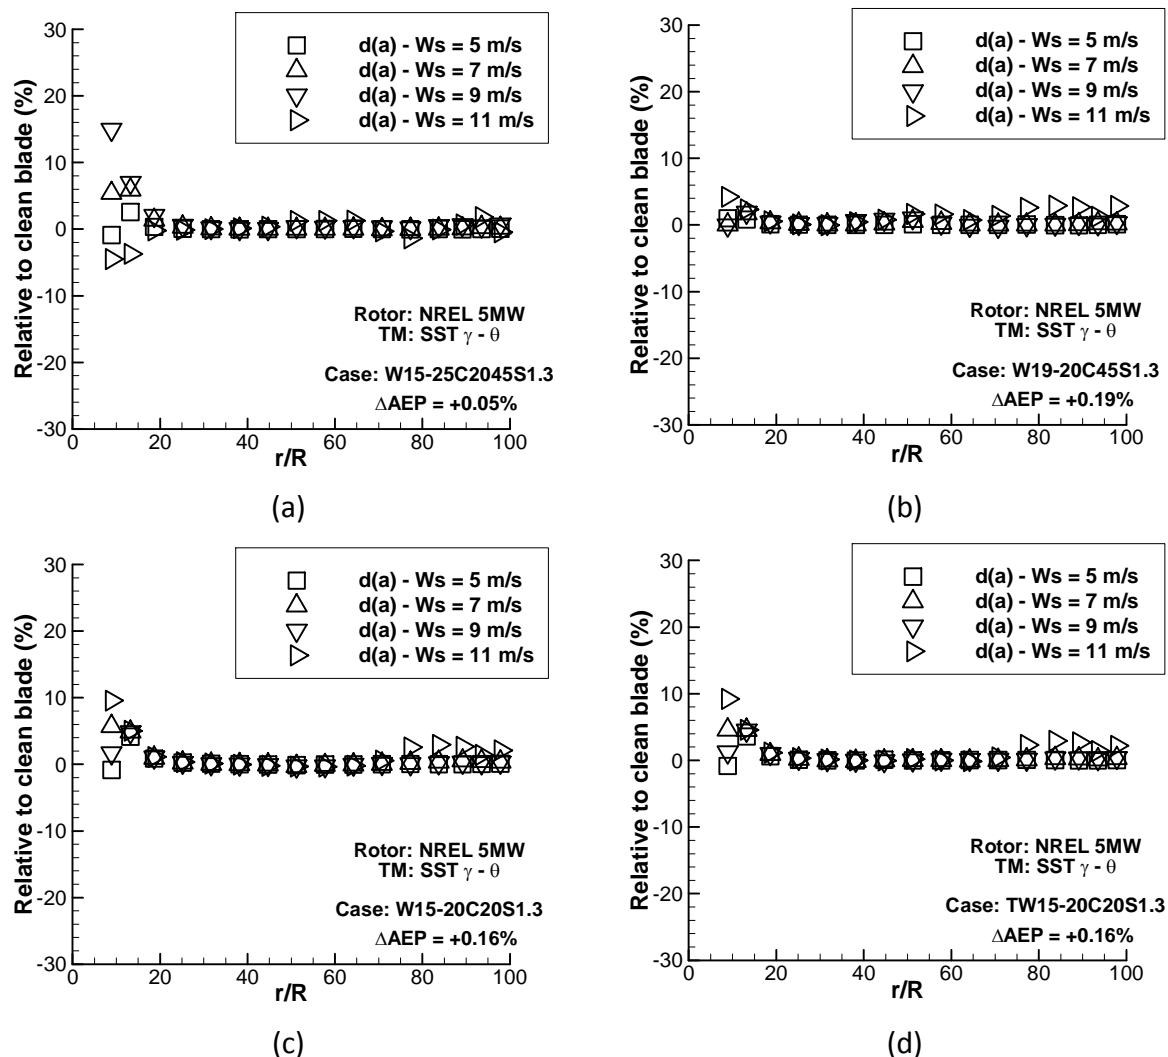 Relative to clean blade (%)
30
20
10
0
-10
-20
-30
d(a) - Ws = 5 m/s
d(a) - Ws = 7 m/s
d(a) - Ws = 9 m/s
d(a) - Ws = 11 m/s
Rotor: NREL 5MW
TM: SST γ - θ
Case: W15-25C2045S1.3
ΔAEP = +0.05%
0 20 40 60 80 100
r/R
(a)
Relative to clean blade (%)
30
20
10
0
-10
-20
-30
d(a) - Ws = 5 m/s
d(a) - Ws = 7 m/s
d(a) - Ws = 9 m/s
d(a) - Ws = 11 m/s
Rotor: NREL 5MW
TM: SST γ - θ
Case: W19-20C45S1.3
ΔAEP = +0.19%
0 20 40 60 80 100
r/R
(b)
Relative to clean blade (%)
30
20
10
0
-10
-20
-30
d(a) - Ws = 5 m/s
d(a) - Ws = 7 m/s
d(a) - Ws = 9 m/s
d(a) - Ws = 11 m/s
Rotor: NREL 5MW
TM: SST γ - θ
Case: W15-20C20S1.3
ΔAEP = +0.16%
0 20 40 60 80 100
r/R
(c)
Relative to clean blade (%)
30
20
10
0
-10
-20
-30
d(a) - Ws = 5 m/s
d(a) - Ws = 7 m/s
d(a) - Ws = 9 m/s
d(a) - Ws = 11 m/s
Rotor: NREL 5MW
TM: SST γ - θ
Case: TW15-20C20S1.3
ΔAEP = +0.16%
0 20 40 60 80 100
r/R
(d)